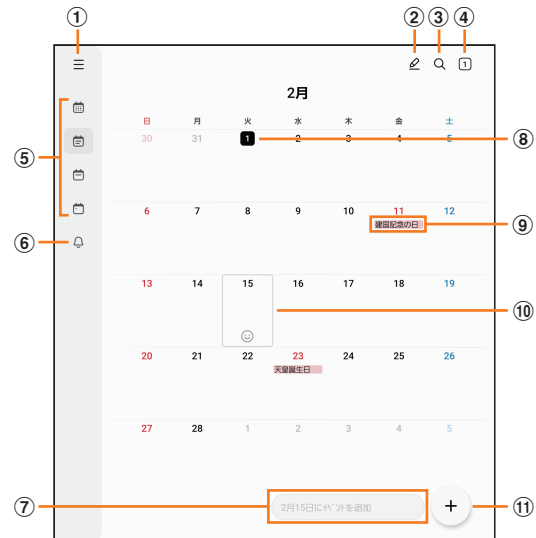 ① ② ③ ④
1
2月
日 月 火 水 木 金 土
30 31 1 2 3 4 5 ⑧
⑤
6 7 8 9 10 11 12
建国記念の日 ⑨
⑥
13 14 15 16 17 18 19
⑩
20 21 22 23 24 25 26
天皇誕生日
27 28 1 2 3 4 5
⑦ 2月15日にイベントを追加 + ⑪